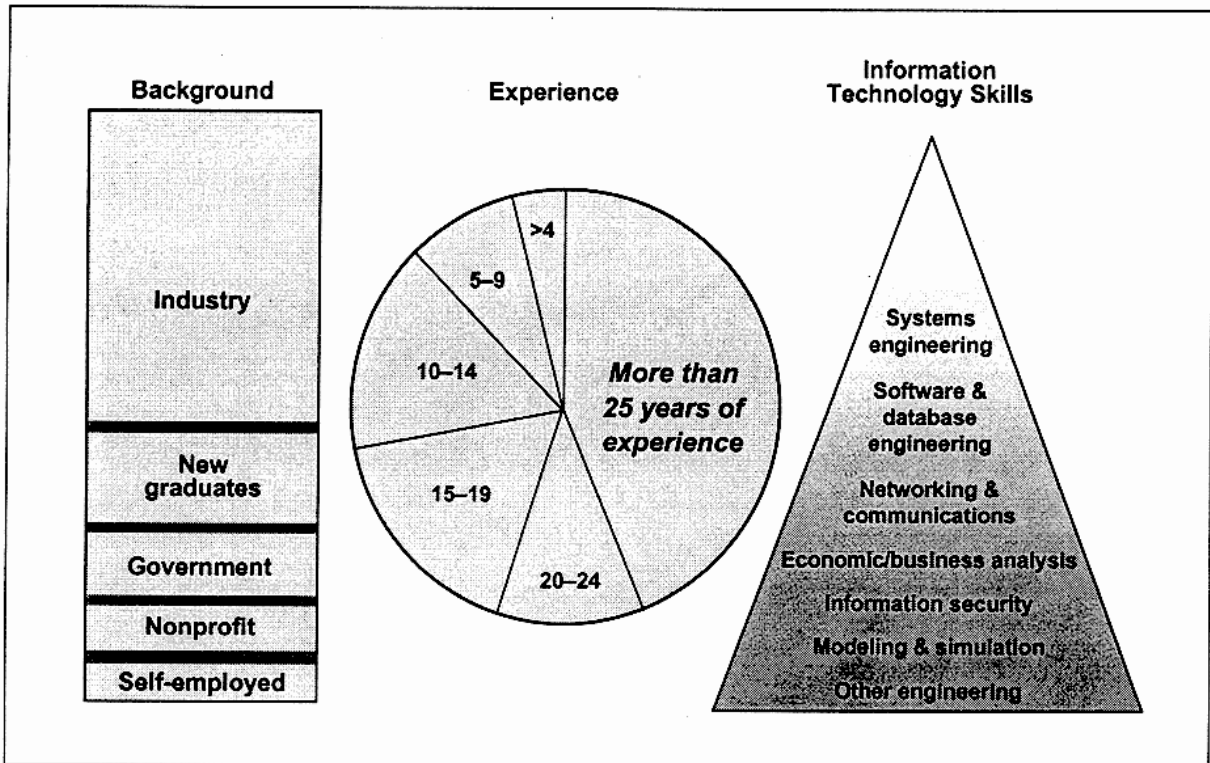 Background
Industry
New
graduates
Government
Nonprofit
Self-employed
Experience
>4
5–9
10–14
15–19
20–24
More than
25 years of
experience
Information
Technology Skills
Systems
engineering
Software &
database
engineering
Networking &
communications
Economic/business analysis
Information security
Modeling & simulation
Other engineering